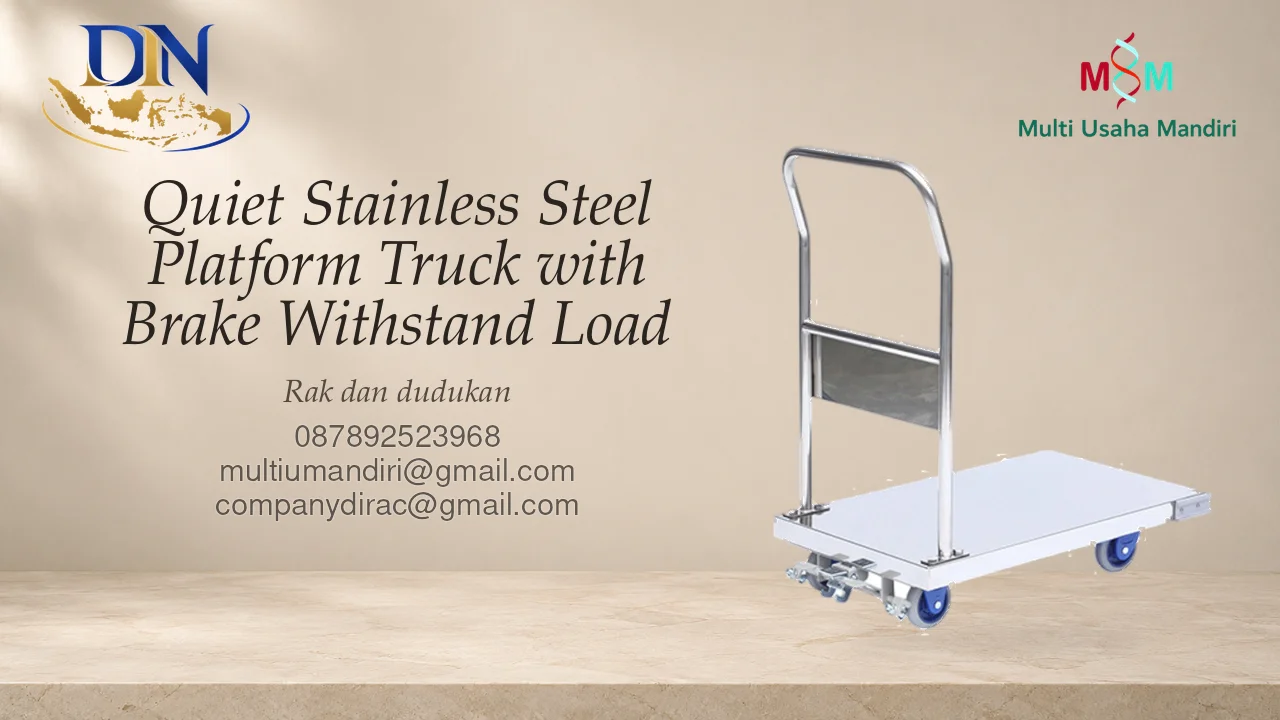 DIN
M M
Multi Usaha Mandiri
Quiet Stainless Steel
Platform Truck with
Brake Withstand Load
Rak dan dudukan
087892523968
multiumandiri@gmail.com
companydirac@gmail.com